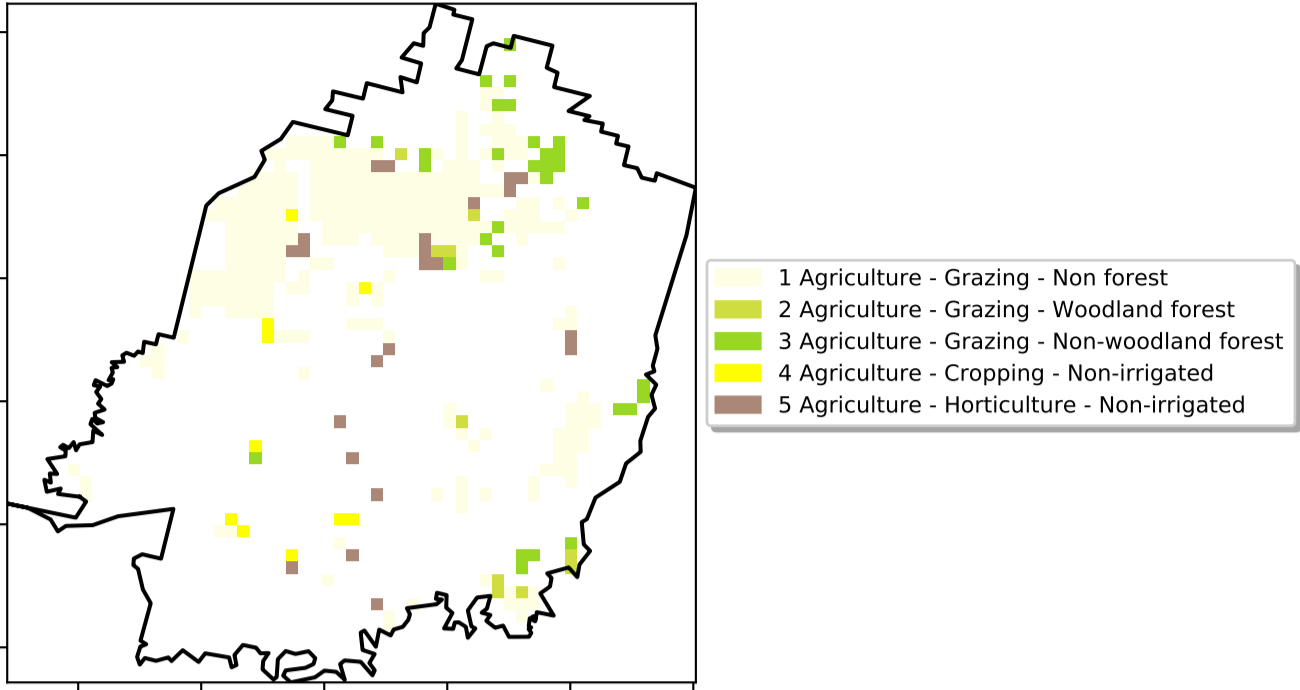 1 Agriculture - Grazing - Non forest
2 Agriculture - Grazing - Woodland forest
3 Agriculture - Grazing - Non-woodland forest
4 Agriculture - Cropping - Non-irrigated
5 Agriculture - Horticulture - Non-irrigated